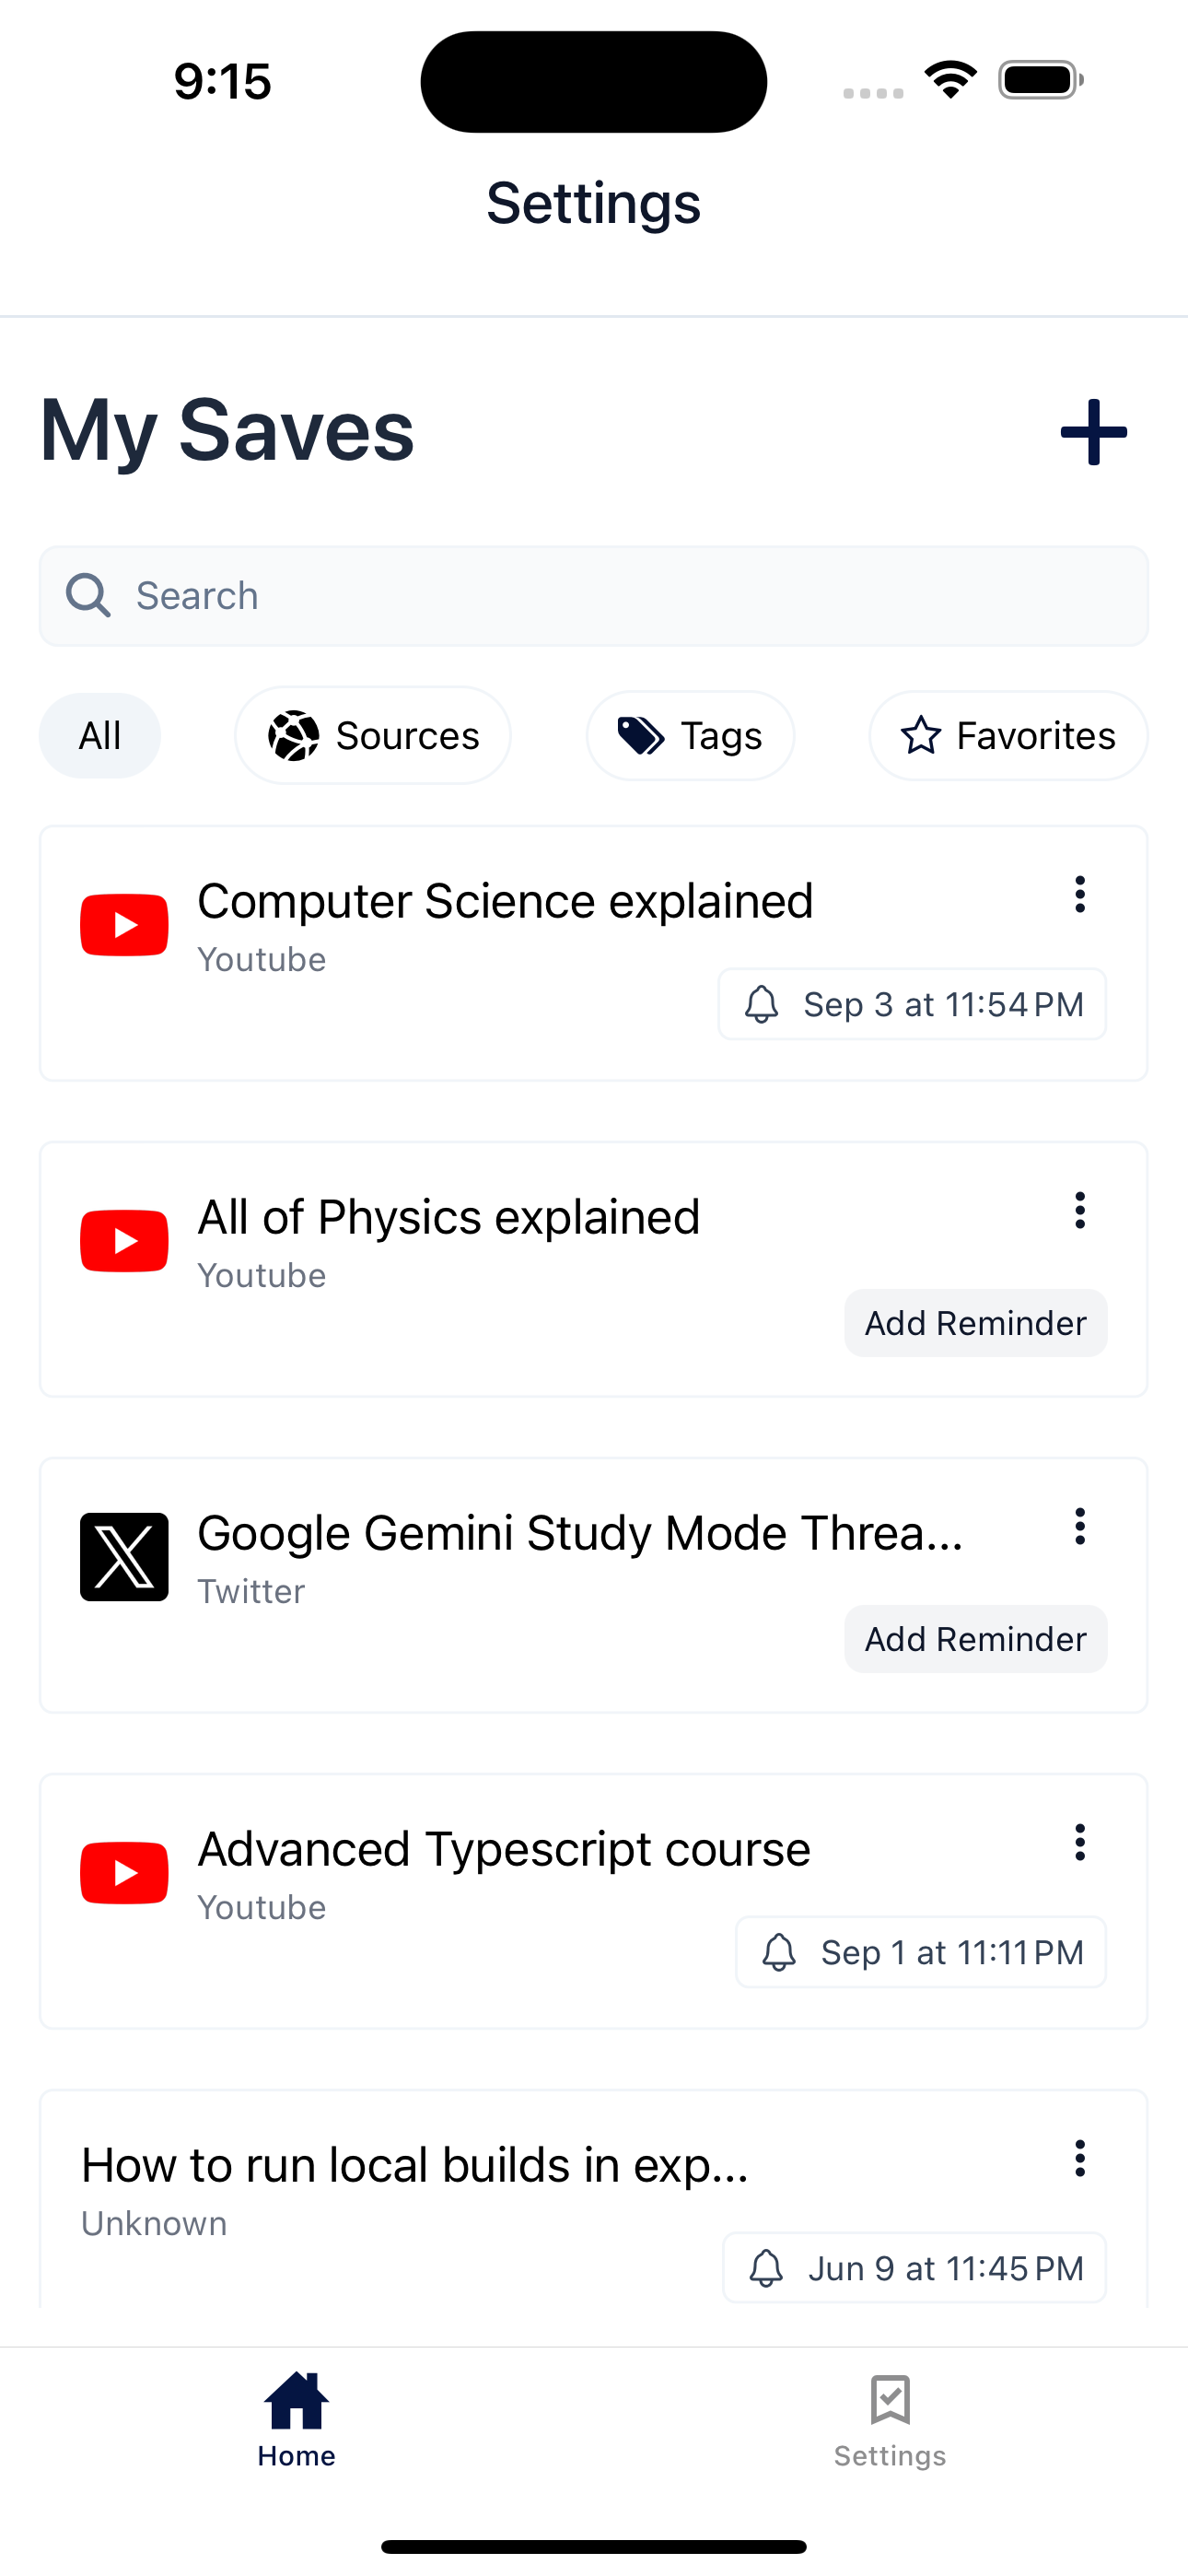 9:15
Settings
My Saves
Search
All
Sources
Tags
Favorites
Computer Science explained
Youtube
Sep 3 at 11:54 PM
All of Physics explained
Youtube
Add Reminder
Google Gemini Study Mode Threa...
Twitter
Add Reminder
Advanced Typescript course
Youtube
Sep 1 at 11:11 PM
How to run local builds in exp...
Unknown
Jun 9 at 11:45 PM
Home
Settings